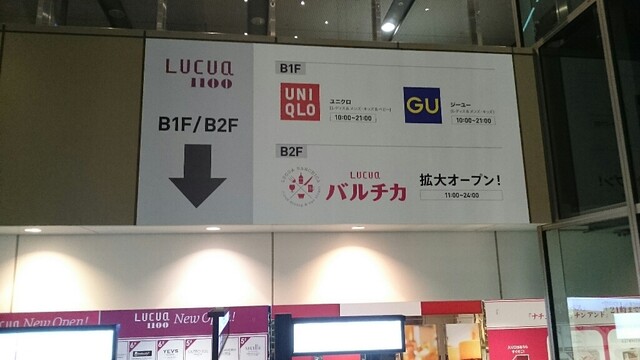 LUCUA
1100
B1F/B2F
B1F
UNI
QLO
ユニクロ
10:00~21:00
GU
ジーユー
10:00~21:00
B2F
LUCUA
バルチカ
拡大オープン!
11:00~24:00
New Open!
LUCUA
1100
New Open!